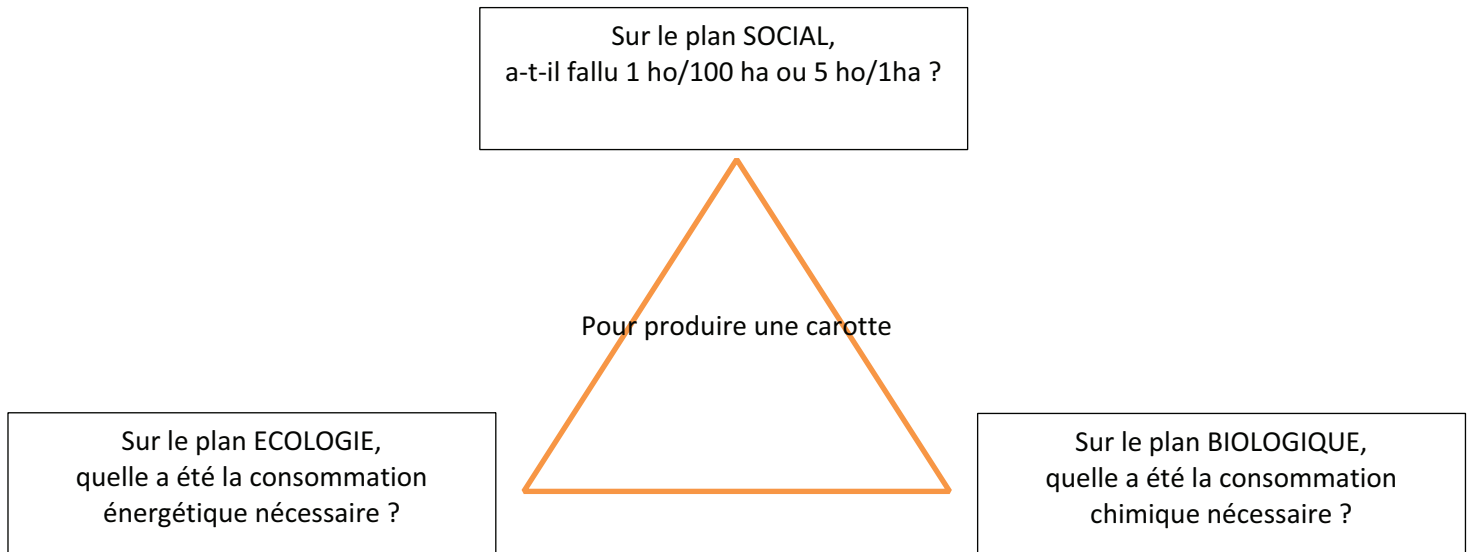 Sur le plan SOCIAL,
a-t-il fallu 1 ho/100 ha ou 5 ho/1ha ?
Pour produire une carotte
Sur le plan ECOLOGIE,
quelle a été la consommation
énergétique nécessaire ?
Sur le plan BIOLOGIQUE,
quelle a été la consommation
chimique nécessaire ?